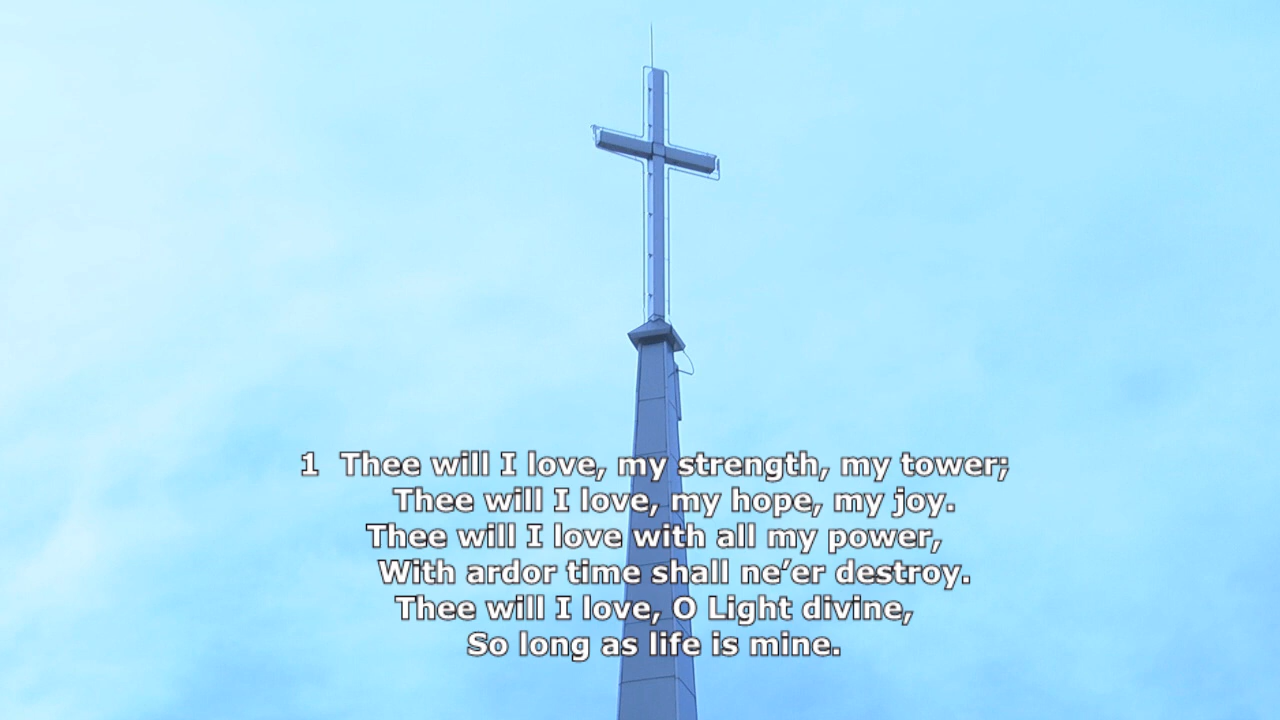 1 Thee will I love, my strength, my tower;
Thee will I love, my hope, my joy.
Thee will I love with all my power,
With ardor time shall ne’er destroy.
Thee will I love, O Light divine,
So long as life is mine.